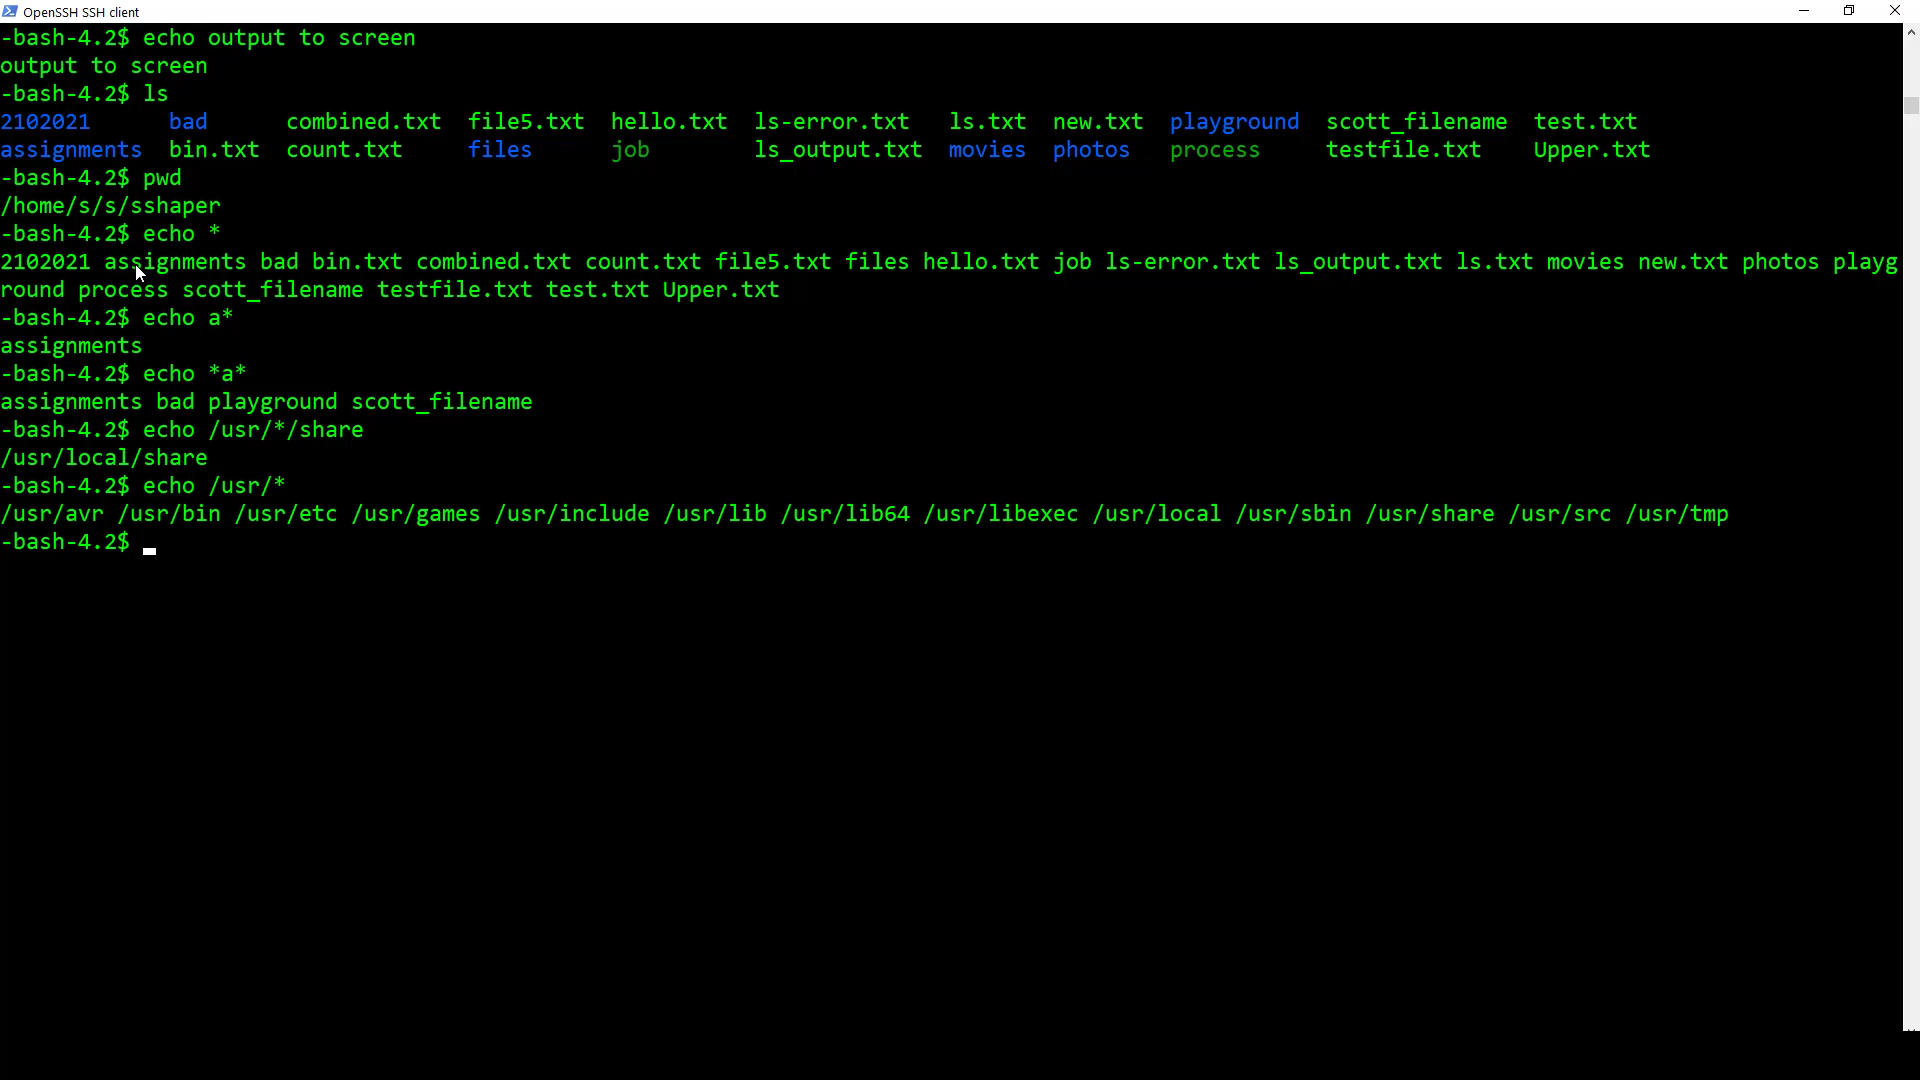 OpenSSH SSH client
-bash-4.2$ echo output to screen
output to screen
-bash-4.2$ ls
2102021 bad combined.txt file5.txt hello.txt ls-error.txt ls.txt new.txt playground scott_filename test.txt
assignments bin.txt count.txt files job ls_output.txt movies photos process testfile.txt Upper.txt
-bash-4.2$ pwd
/home/s/s/sshaper
-bash-4.2$ echo *
2102021 assignments bad bin.txt combined.txt count.txt file5.txt files hello.txt job ls-error.txt ls_output.txt ls.txt movies new.txt photos playg
round process scott_filename testfile.txt test.txt Upper.txt
-bash-4.2$ echo a*
assignments
-bash-4.2$ echo *a*
assignments bad playground scott_filename
-bash-4.2$ echo /usr/*/share
/usr/local/share
-bash-4.2$ echo /usr/*
/usr/avr /usr/bin /usr/etc /usr/games /usr/include /usr/lib /usr/lib64 /usr/libexec /usr/local /usr/sbin /usr/share /usr/src /usr/tmp
-bash-4.2$